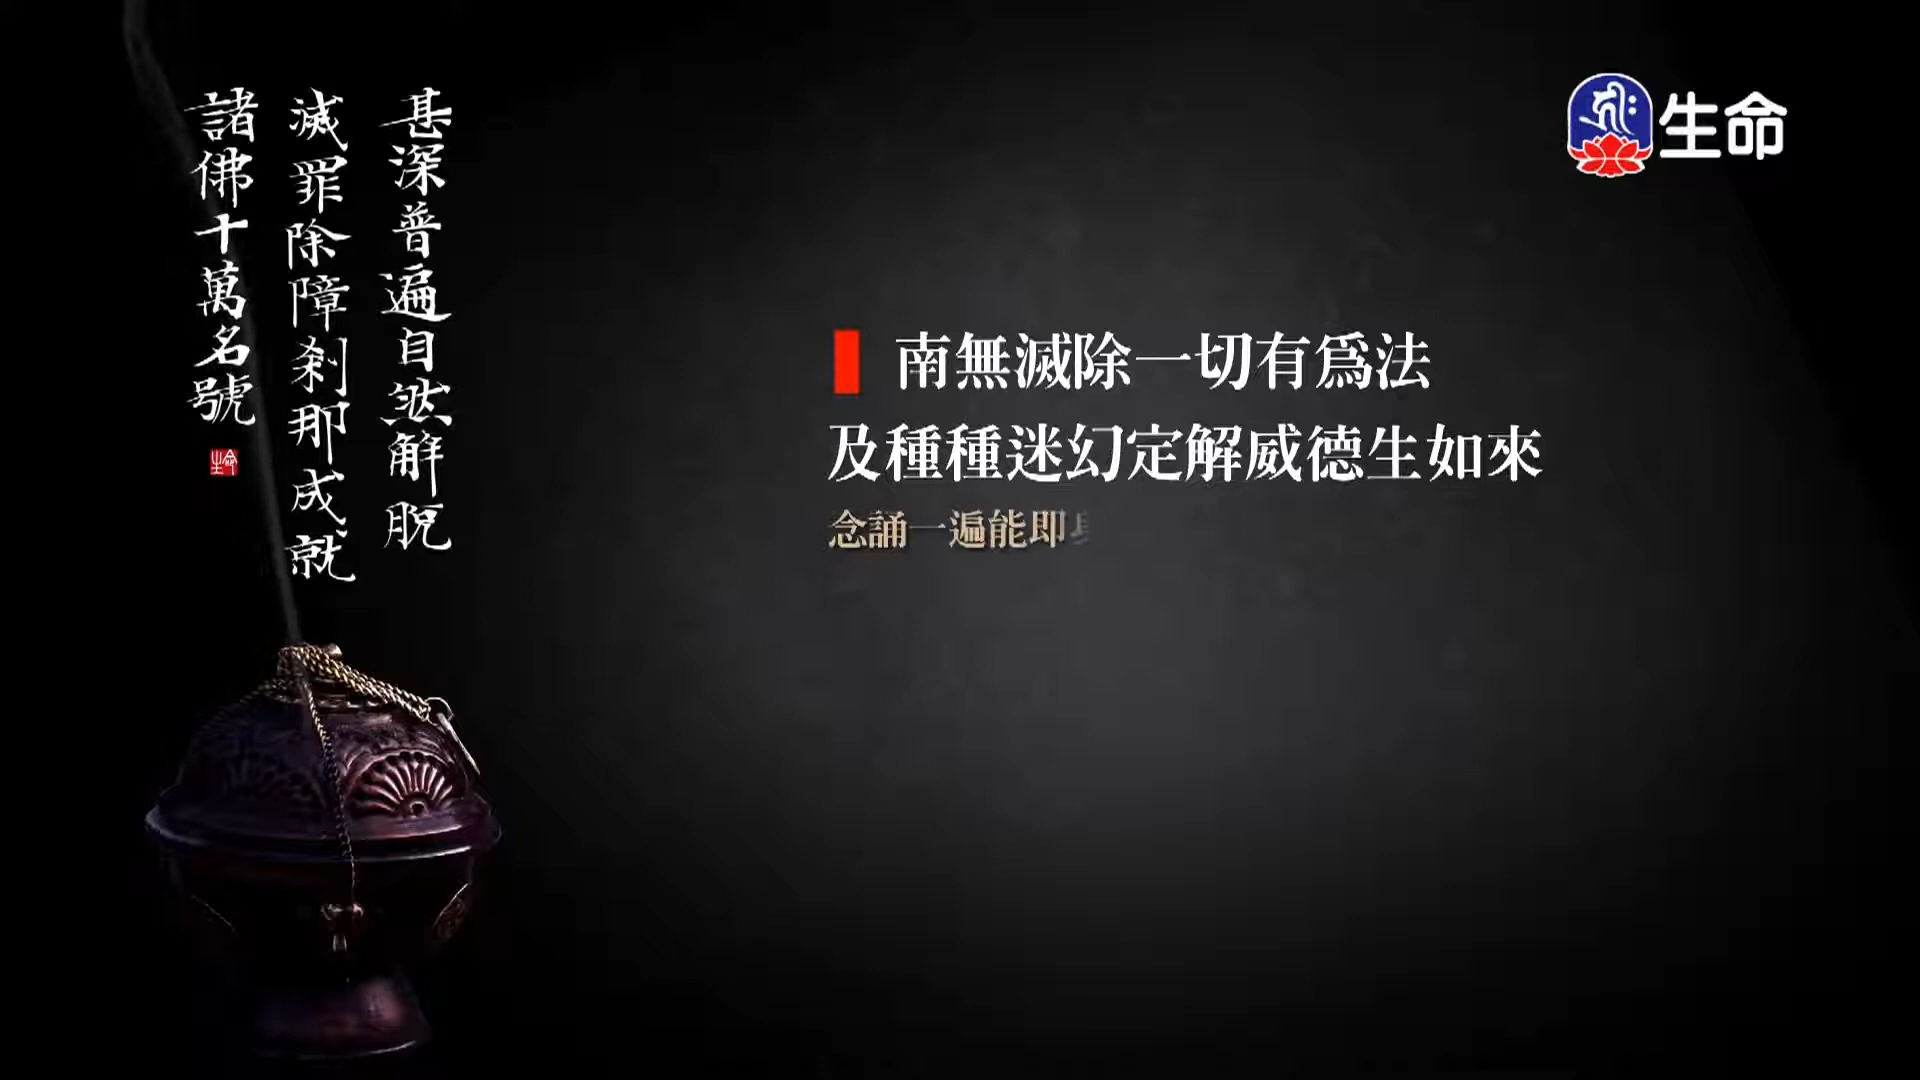 甚深普遍自然解脫
滅罪除障剎那成就
諸佛十萬名號
生命
生命
南無滅除一切有爲法
及種種迷幻定解威德生如來
念誦一遍能即